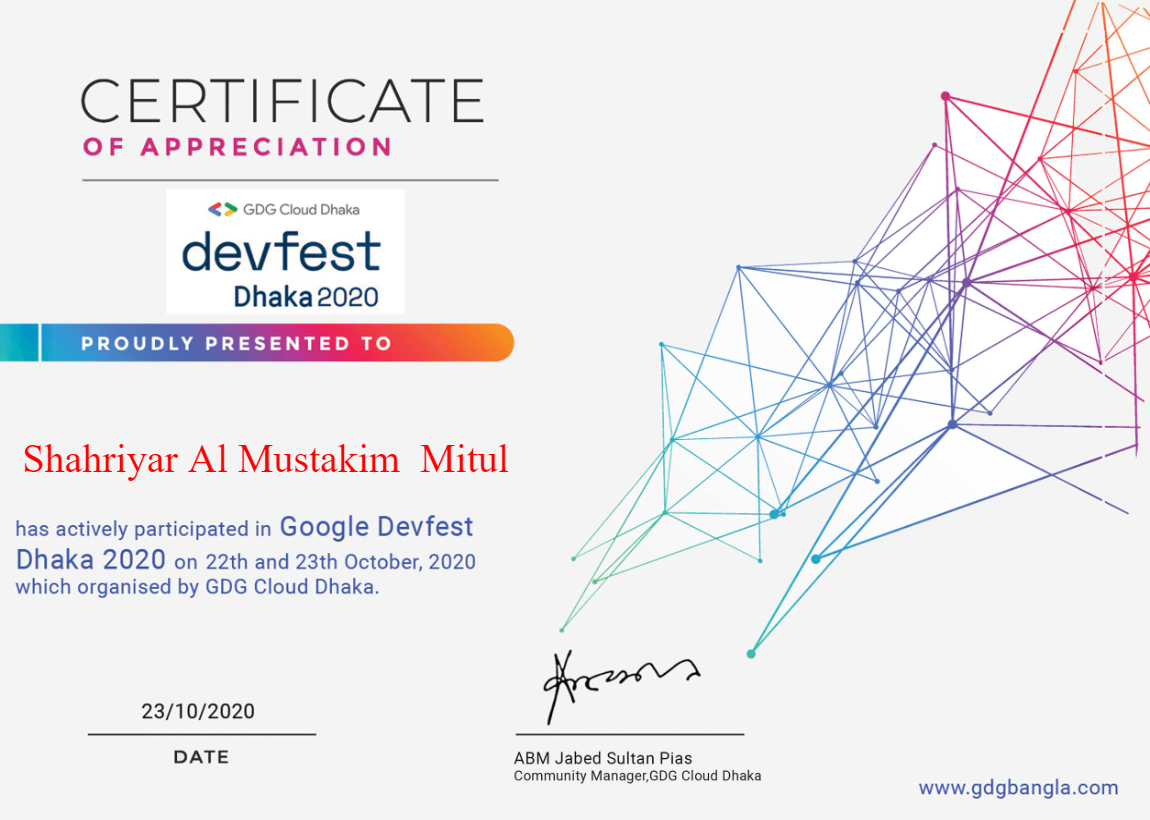 CERTIFICATE
OF APPRECIATION
GDG Cloud Dhaka
devfest
Dhaka 2020
PROUDLY PRESENTED TO
Shahriyar Al Mustakim  Mitul
has actively participated in Google Devfest
Dhaka 2020 on 22th and 23th October, 2020
which organised by GDG Cloud Dhaka.
23/10/2020
DATE
ABM Jabed Sultan Pias
Community Manager,GDG Cloud Dhaka
www.gdgbangla.com